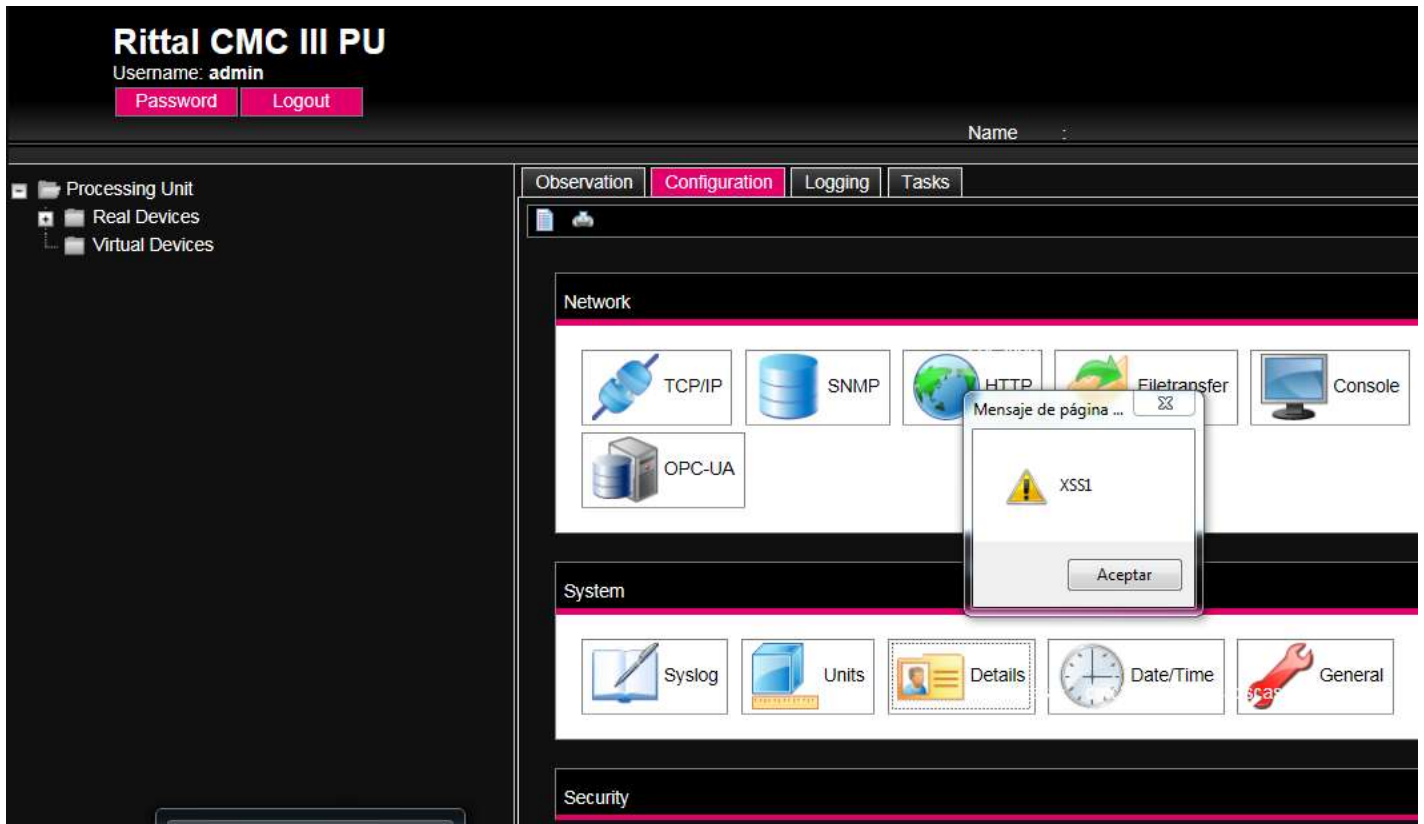 Rittal CMC III PU
Username: admin
Password Logout
Name :
Processing Unit
Real Devices
Virtual Devices
Observation Configuration Logging Tasks
Network
TCP/IP SNMP HTTP Filetransfer Console
OPC-UA
Mensaje de página ...
XSS1
Aceptar
System
Syslog Units Details Date/Time General
Security